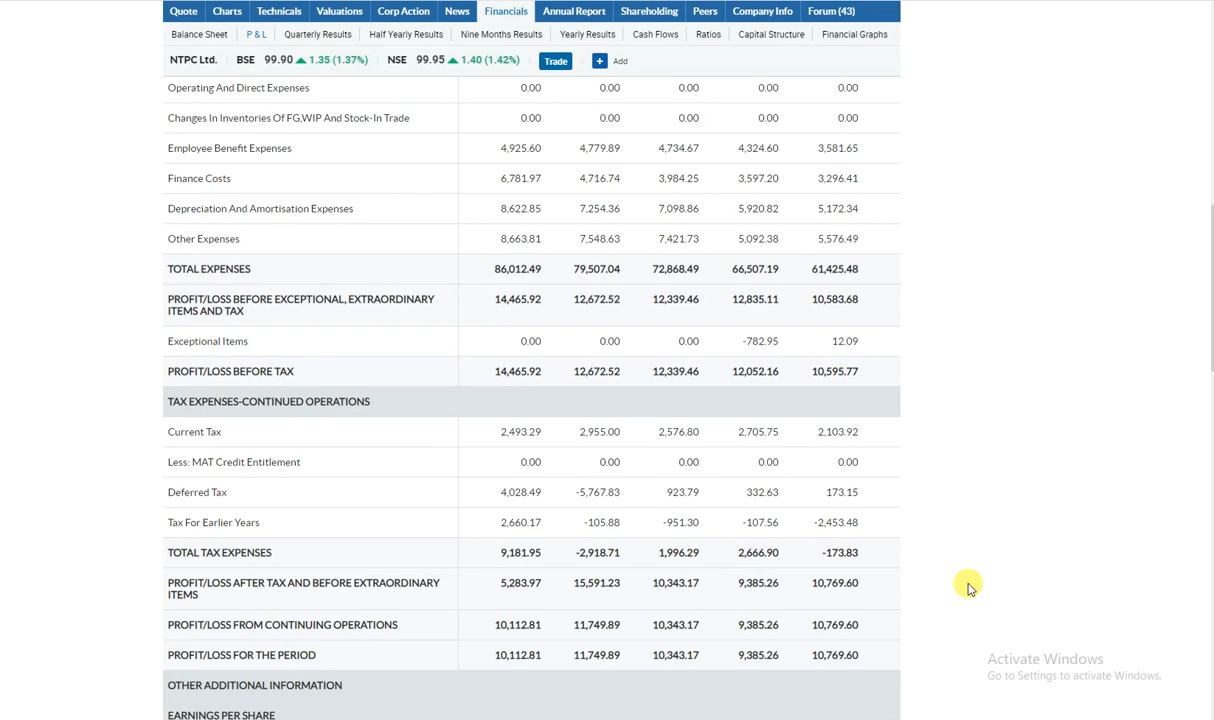 Quote Charts Technicals Valuations Corp Action News Financials Annual Report Shareholding Peers Company Info Forum (43)
Balance Sheet P & L Quarterly Results Half Yearly Results Nine Months Results Yearly Results Cash Flows Ratios Capital Structure Financial Graphs
NTPC Ltd. BSE 99.90 1.35 (1.37%) NSE 99.95 1.40 (1.42%) Trade + Add
Operating And Direct Expenses 0.00 0.00 0.00 0.00 0.00
Changes In Inventories Of FG,WIP And Stock-In Trade 0.00 0.00 0.00 0.00 0.00
Employee Benefit Expenses 4,925.60 4,779.89 4,734.67 4,324.60 3,581.65
Finance Costs 6,781.97 4,716.74 3,984.25 3,597.20 3,296.41
Depreciation And Amortisation Expenses 8,622.85 7,254.36 7,098.86 5,920.82 5,172.34
Other Expenses 8,663.81 7,548.63 7,421.73 5,092.38 5,576.49
TOTAL EXPENSES 86,012.49 79,507.04 72,868.49 66,507.19 61,425.48
PROFIT/LOSS BEFORE EXCEPTIONAL, EXTRAORDINARY 14,465.92 12,672.52 12,339.46 12,835.11 10,583.68
ITEMS AND TAX
Exceptional Items 0.00 0.00 0.00 -782.95 12.09
PROFIT/LOSS BEFORE TAX 14,465.92 12,672.52 12,339.46 12,052.16 10,595.77
TAX EXPENSES-CONTINUED OPERATIONS
Current Tax 2,493.29 2,955.00 2,576.80 2,705.75 2,103.92
Less: MAT Credit Entitlement 0.00 0.00 0.00 0.00 0.00
Deferred Tax 4,028.49 -5,767.83 923.79 332.63 173.15
Tax For Earlier Years 2,660.17 -105.88 -951.30 -107.56 -2,453.48
TOTAL TAX EXPENSES 9,181.95 -2,918.71 1,996.29 2,666.90 -173.83
PROFIT/LOSS AFTER TAX AND BEFORE EXTRAORDINARY 5,283.97 15,591.23 10,343.17 9,385.26 10,769.60
ITEMS
PROFIT/LOSS FROM CONTINUING OPERATIONS 10,112.81 11,749.89 10,343.17 9,385.26 10,769.60
PROFIT/LOSS FOR THE PERIOD 10,112.81 11,749.89 10,343.17 9,385.26 10,769.60
OTHER ADDITIONAL INFORMATION
EARNINGS PER SHARE
Activate Windows
Go to Settings to activate Windows.